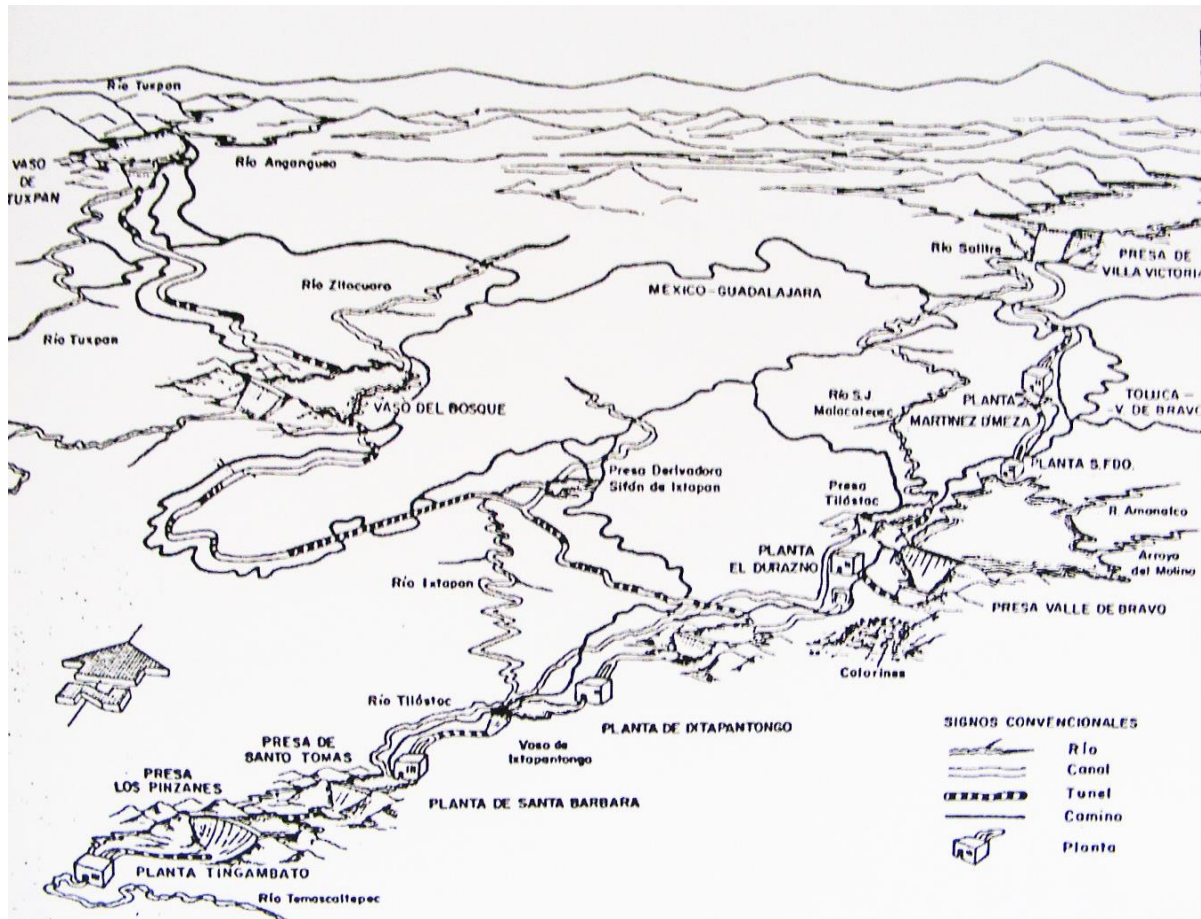 Río Tuxpan
VASO
DE
TUXPAN
Río Angangueo
Río Zitacuaro
Río Tuxpan
VASO DEL BOSQUE
MEXICO-GUADALAJARA
Río Salitre
PRESA DE
VILLA VICTORIA
Río S.J
Malacatepec
PLANTA
MARTINEZ D'MEZA
TOLUCA-
-V. DE BRAVO
PLANTA S. FDO.
Presa Derivadora
Sifón de Ixtapan
Presa
Tilóstoc
R. Amanalco
Arroyo
del Molino
PLANTA
EL DURAZNO
PRESA VALLE DE BRAVO
Río Ixtapan
Colorines
Río Tilóstoc
PLANTA DE IXTAPANTONGO
Vaso de
Ixtapantongo
PRESA DE
SANTO TOMAS
PRESA
LOS PINZANES
PLANTA DE SANTA BARBARA
PLANTA TINGAMBATO
Río Temascaltepec
SIGNOS CONVENCIONALES
Río
Canal
Tunel
Camino
Planta